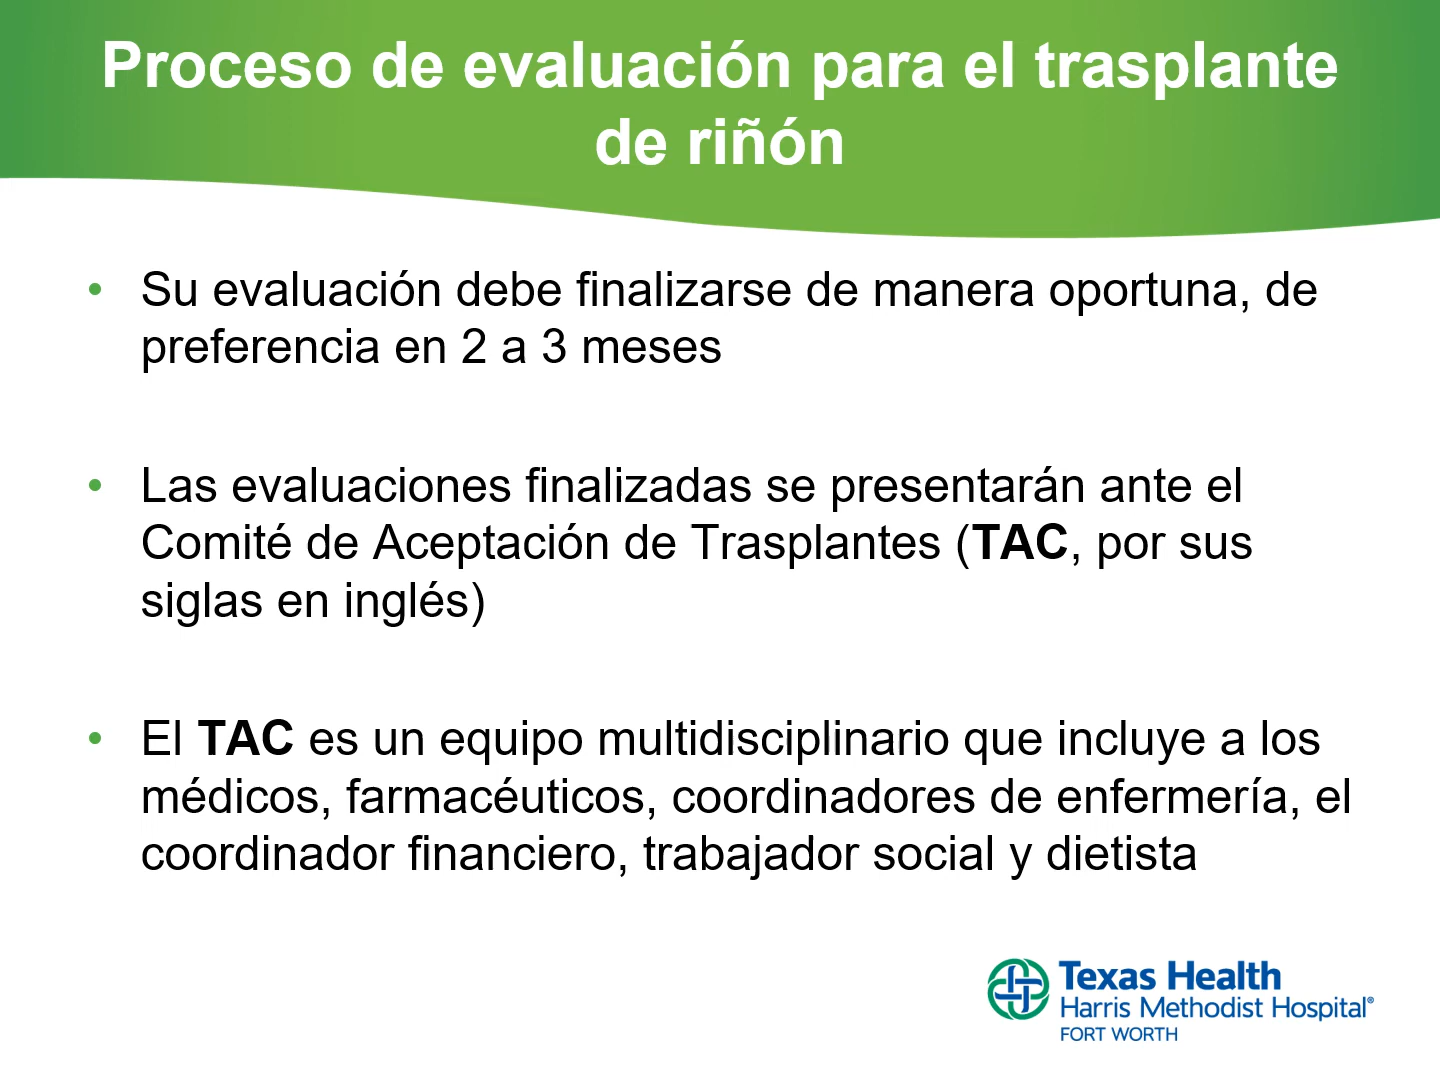 Proceso de evaluación para el trasplante
de riñón
• Su evaluación debe finalizarse de manera oportuna, de
preferencia en 2 a 3 meses
• Las evaluaciones finalizadas se presentarán ante el
Comité de Aceptación de Trasplantes (TAC, por sus
siglas en inglés)
• El TAC es un equipo multidisciplinario que incluye a los
médicos, farmacéuticos, coordinadores de enfermería, el
coordinador financiero, trabajador social y dietista
Texas Health
Harris Methodist Hospital®
FORT WORTH